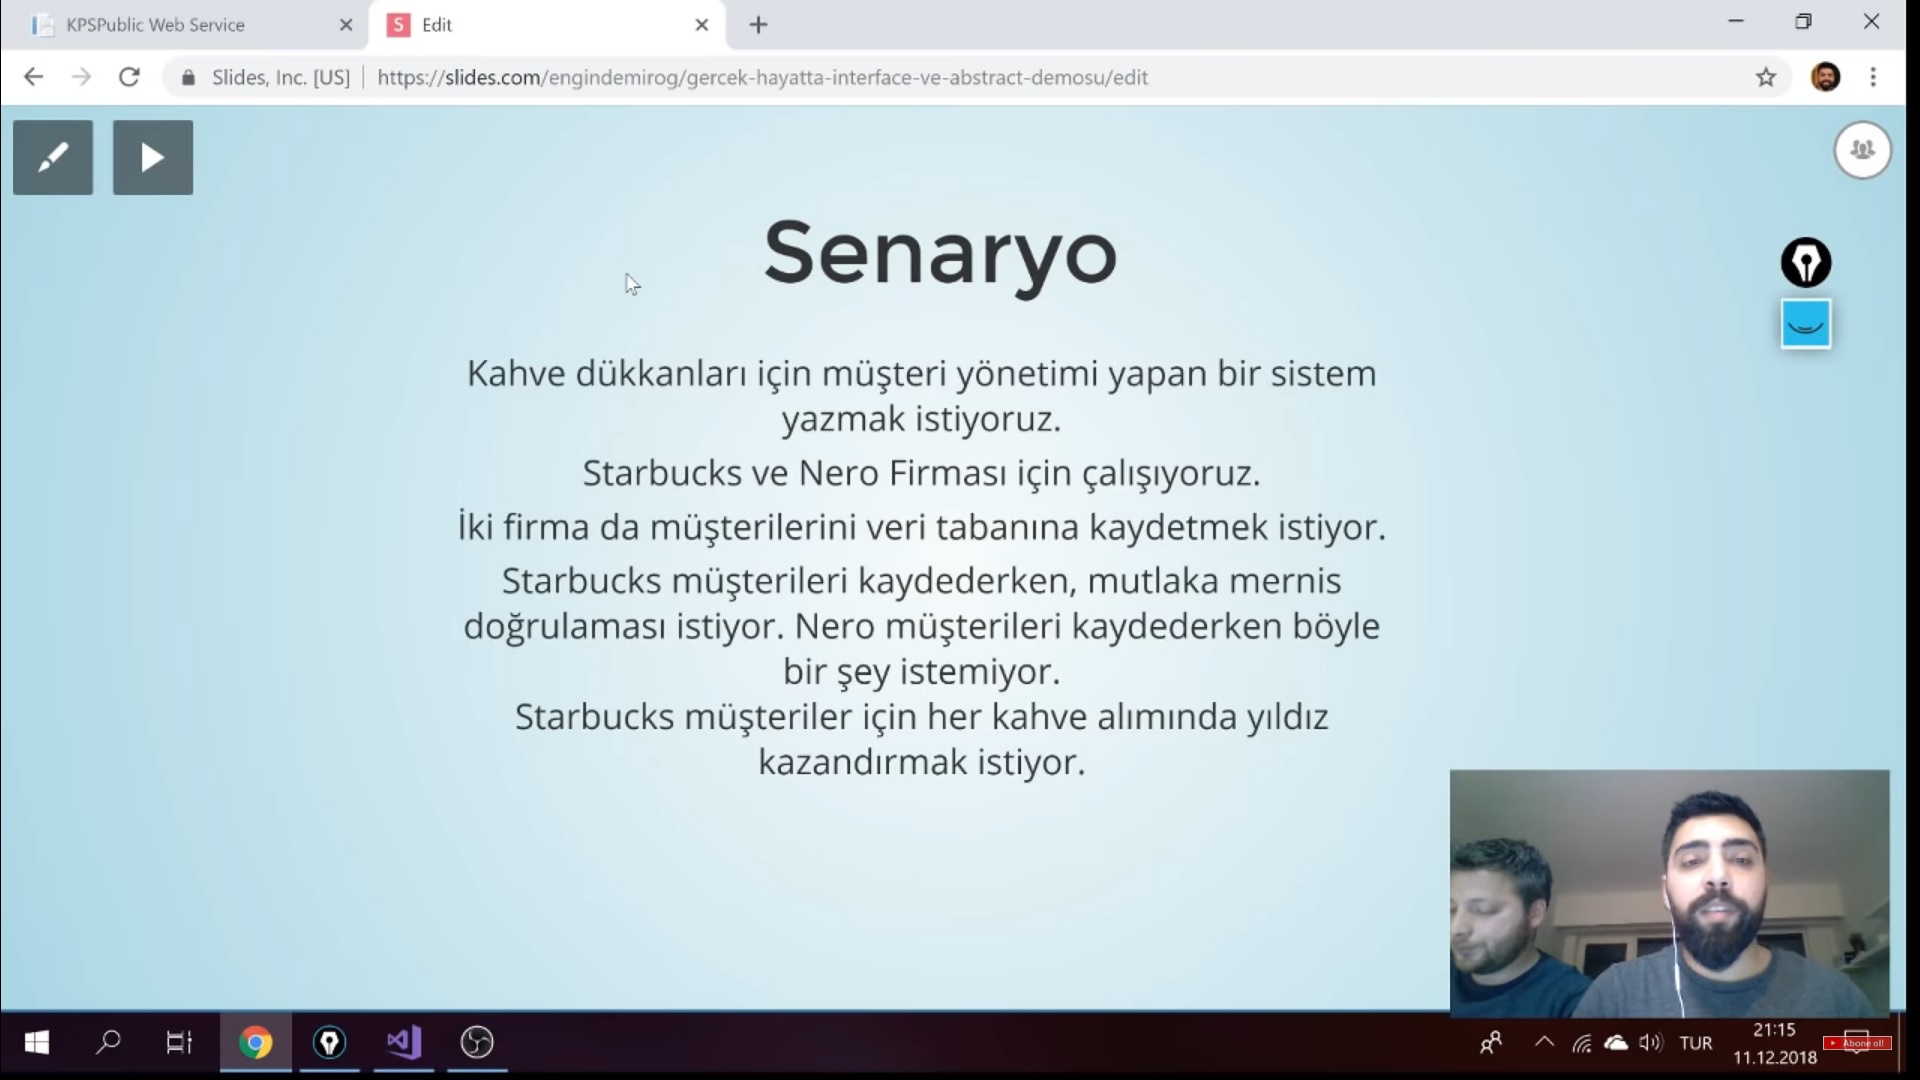 KPSPublic Web Service
S Edit
Slides, Inc. [US] https://slides.com/engindemirog/gercek-hayatta-interface-ve-abstract-demosu/edit
Senaryo
Kahve dükkanları için müşteri yönetimi yapan bir sistem
yazmak istiyoruz.
Starbucks ve Nero Firması için çalışıyoruz.
İki firma da müşterilerini veri tabanına kaydetmek istiyor.
Starbucks müşterileri kaydederken, mutlaka mernis
doğrulaması istiyor. Nero müşterileri kaydederken böyle
bir şey istemiyor.
Starbucks müşteriler için her kahve alımında yıldız
kazandırmak istiyor.
TUR
21:15
11.12.2018
Abone ol!